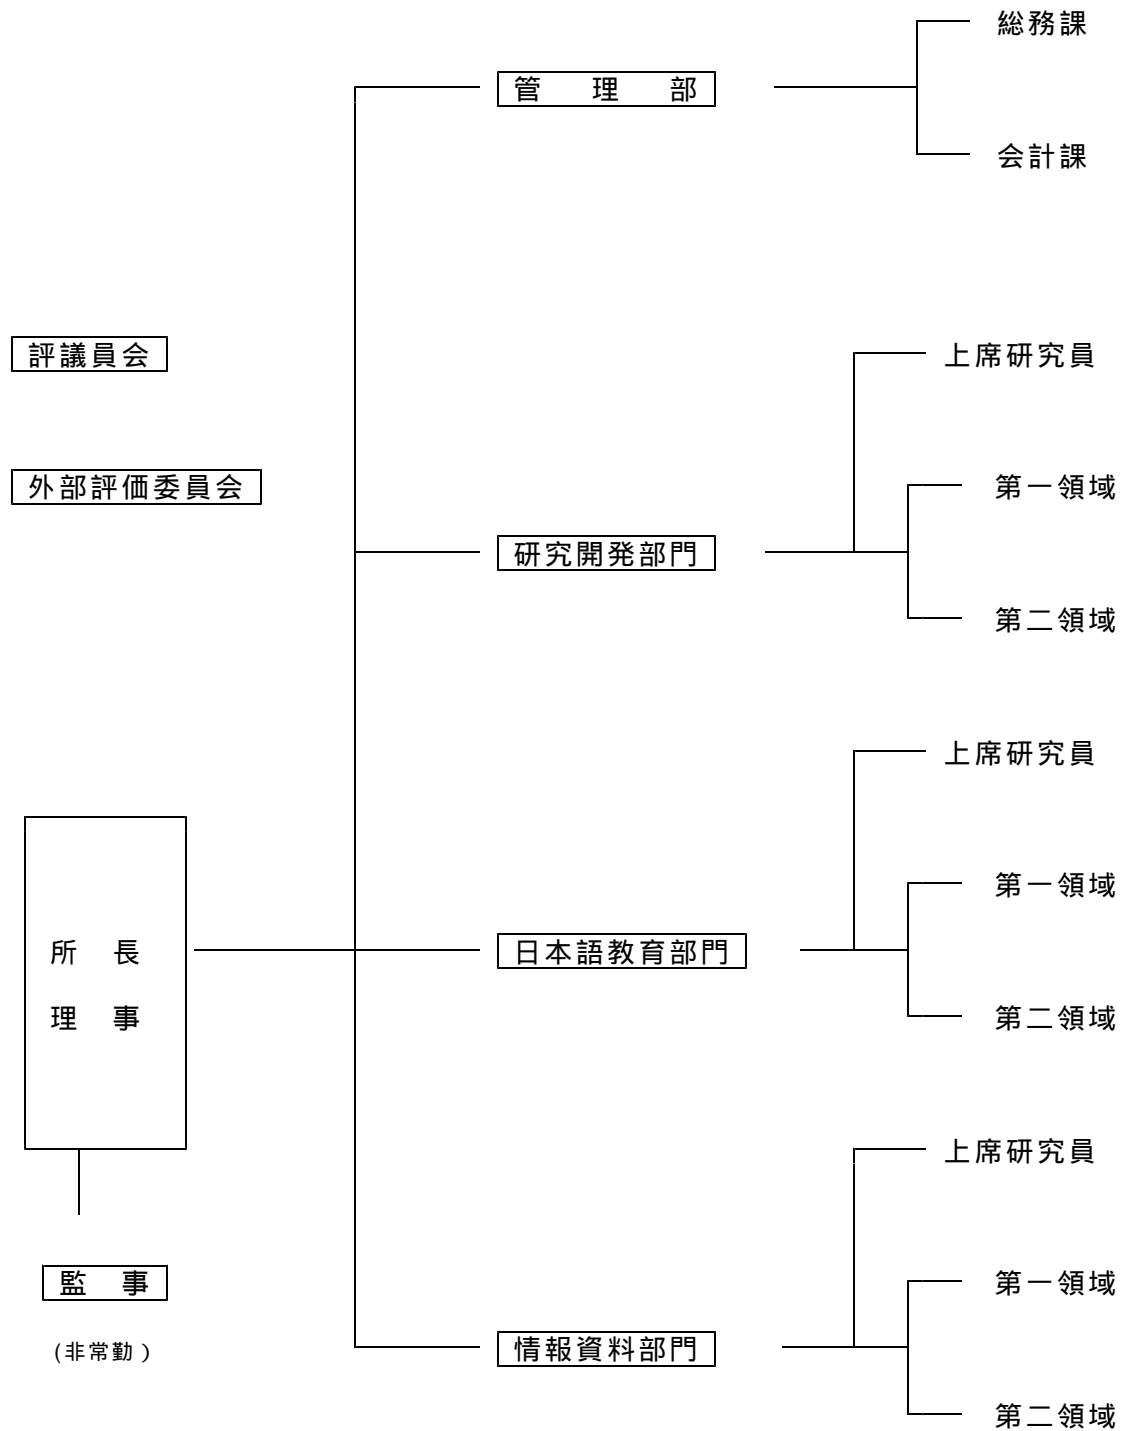 総務課
管　理　部
会計課
評議員会
上席研究員
外部評価委員会
第一領域
研究開発部門
第二領域
上席研究員
第一領域
所　長
日本語教育部門
理　事
第二領域
上席研究員
監　事
第一領域
(非常勤）
情報資料部門
第二領域